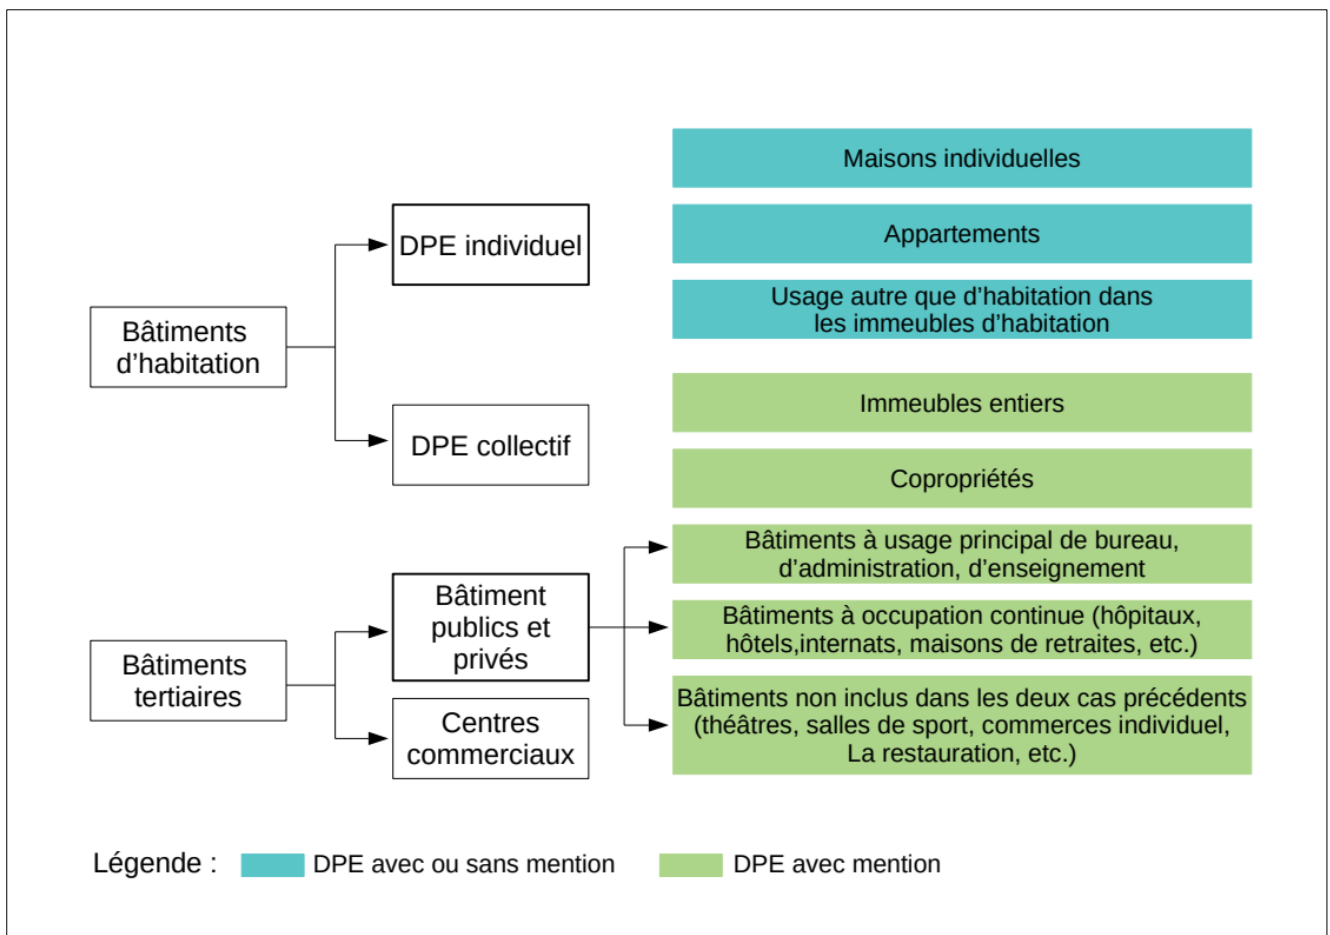 Maisons individuelles
DPE individuel
Appartements
Usage autre que d'habitation dans
les immeubles d'habitation
Bâtiments
d'habitation
Immeubles entiers
DPE collectif
Copropriétés
Bâtiments à usage principal de bureau,
d'administration, d'enseignement
Bâtiment
publics et
privés
Bâtiments à occupation continue (hôpitaux,
hôtels,internats, maisons de retraites, etc.)
Bâtiments
tertiaires
Centres
commerciaux
Bâtiments non inclus dans les deux cas précédents
(théâtres, salles de sport, commerces individuel,
La restauration, etc.)
Légende :
DPE avec ou sans mention
DPE avec mention